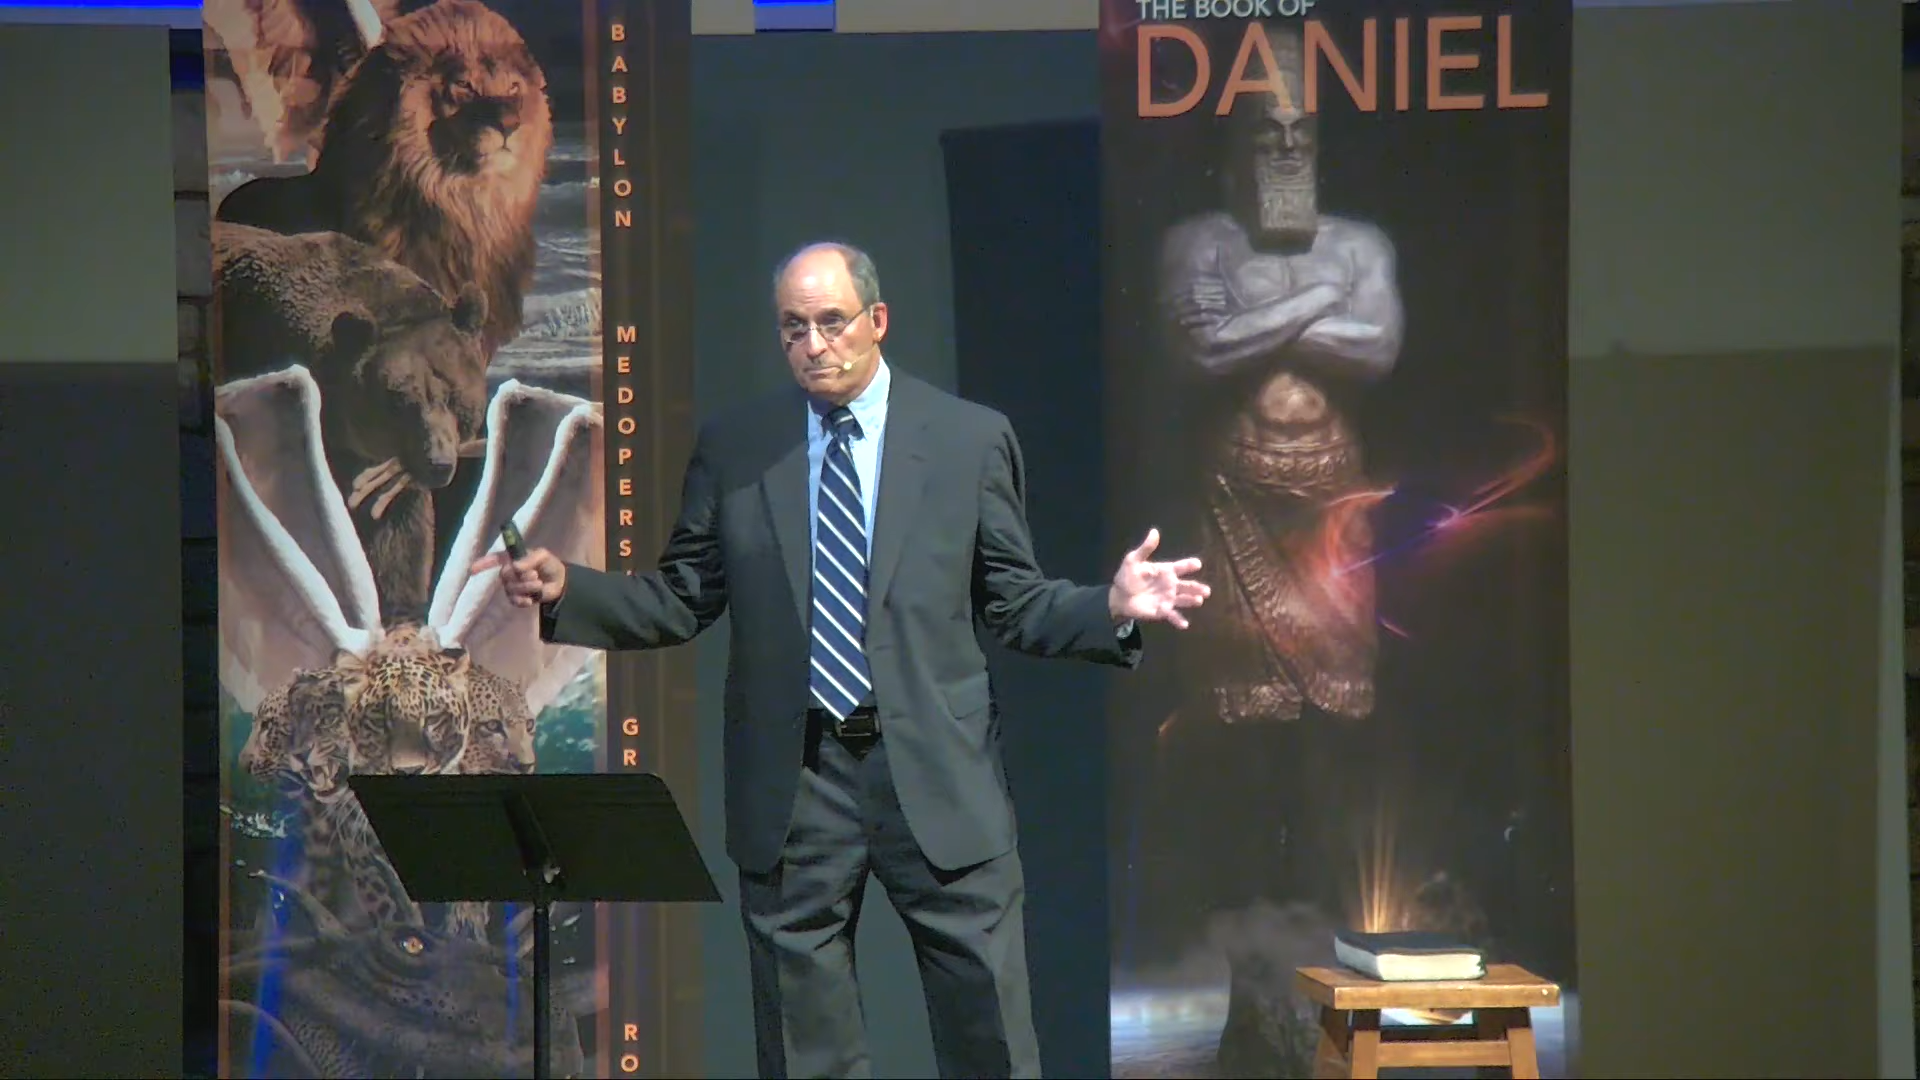 BABYLON
MEDOPERS
GR
RO
THE BOOK OF
DANIEL